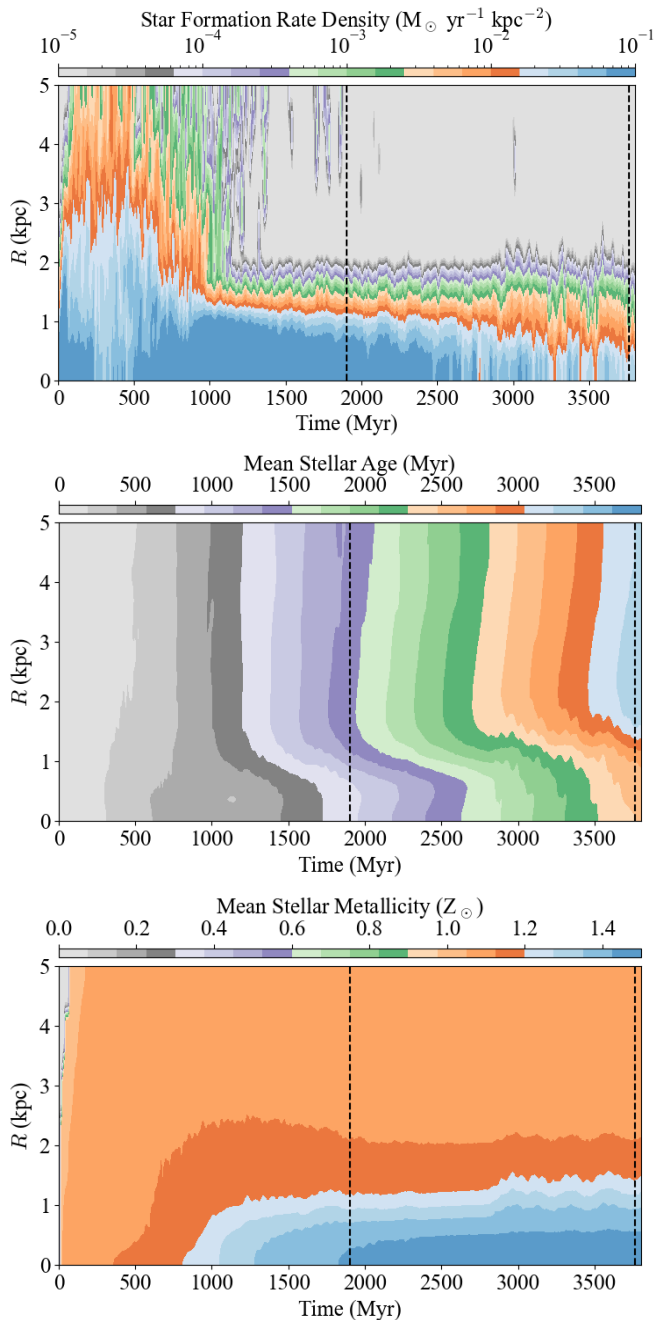 Star Formation Rate Density (M⊙ yr⁻¹ kpc⁻²)
10⁻⁵ 10⁻⁴ 10⁻³ 10⁻² 10⁻¹
5
4
3
2
1
0
R (kpc)
0 500 1000 1500 2000 2500 3000 3500
Time (Myr)
Mean Stellar Age (Myr)
0 500 1000 1500 2000 2500 3000 3500
5
4
3
2
1
0
R (kpc)
0 500 1000 1500 2000 2500 3000 3500
Time (Myr)
Mean Stellar Metallicity (Z⊙)
0.0 0.2 0.4 0.6 0.8 1.0 1.2 1.4
5
4
3
2
1
0
R (kpc)
0 500 1000 1500 2000 2500 3000 3500
Time (Myr)